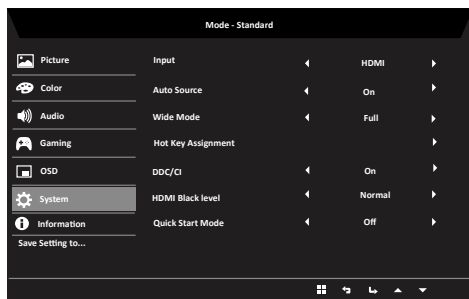 Mode - Standard
Picture Input HDMI
Color Auto Source On
Audio Wide Mode Full
Gaming Hot Key Assignment
OSD DDC/CI On
System HDMI Black level Normal
Information Quick Start Mode Off
Save Setting to...